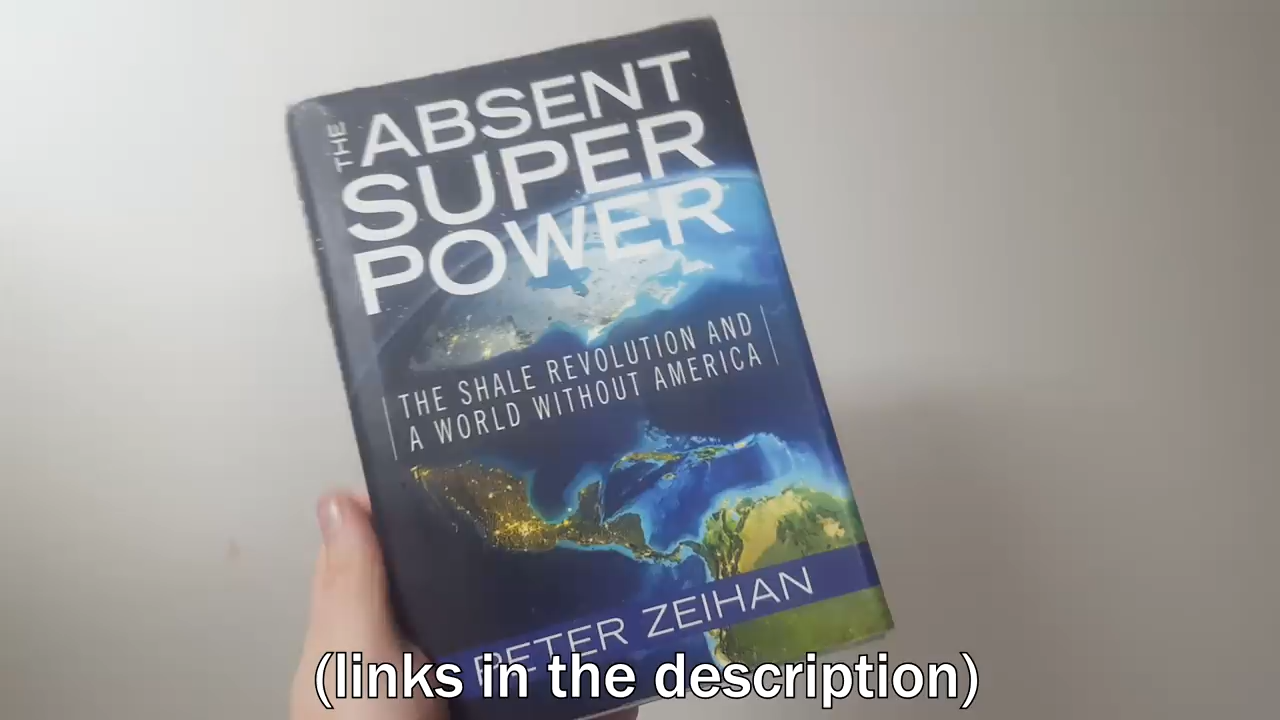 THE ABSENT
SUPER
POWER
THE SHALE REVOLUTION AND
A WORLD WITHOUT AMERICA
PETER ZEIHAN
(links in the description)